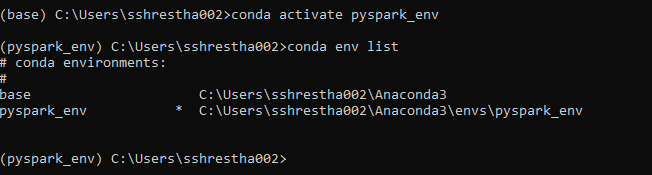 (base) C:\Users\sshrestha002>conda activate pyspark_env
(pyspark_env) C:\Users\sshrestha002>conda env list
# conda environments:
#
base                     C:\Users\sshrestha002\Anaconda3
pyspark_env           *  C:\Users\sshrestha002\Anaconda3\envs\pyspark_env
(pyspark_env) C:\Users\sshrestha002>